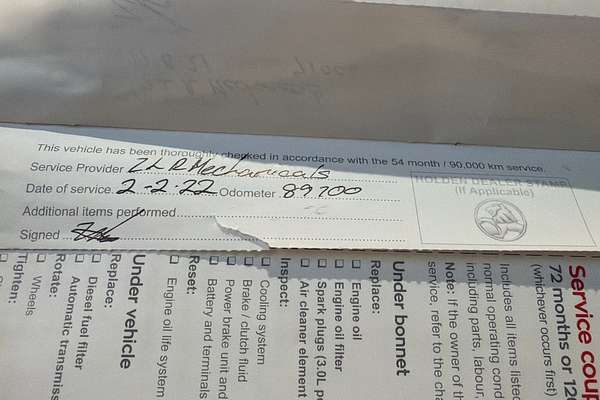 This vehicle has been thoroughly checked in accordance with the 54 month / 90,000 km service.
Service Provider Mechanicals
Date of service 2-2-22 Odometer 89700
Additional items performed
Signed
HOLDEN DEALER STAMP
(If Applicable)
Service coup
72 months or 120
(whichever occurs first)
Includes all items listed
normal operating cond
including parts, labour,
Note: If the owner of th
service, refer to the cha
Under bonnet
Replace:
Engine oil
Engine oil filter
Spark plugs (3.0L pe
Air cleaner element
Inspect:
Cooling system
Brake / clutch fluid
Power brake unit and
Battery and terminals
Reset:
Engine oil life system
Under vehicle
Replace:
Diesel fuel filter
Automatic transmiss
Rotate:
Wheels
Tighten: